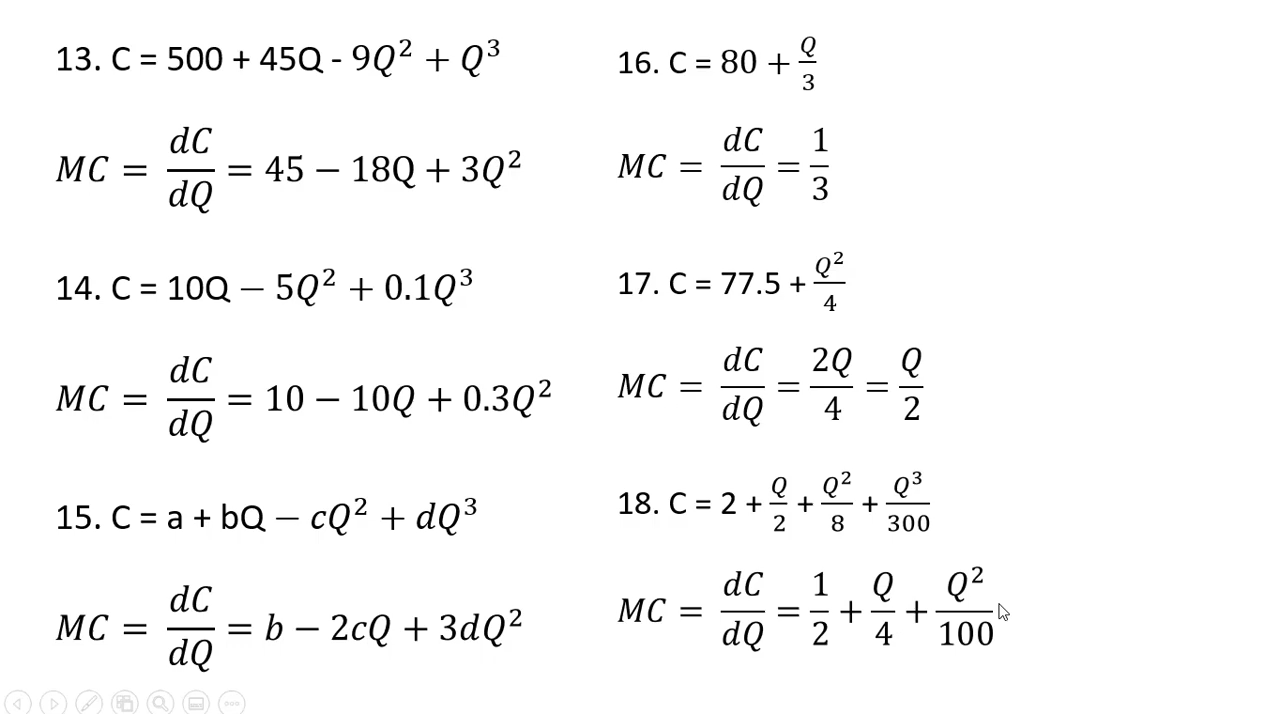 13. C = 500 + 45Q - 9Q² + Q³
MC = dC/dQ = 45 − 18Q + 3Q²
14. C = 10Q − 5Q² + 0.1Q³
MC = dC/dQ = 10 − 10Q + 0.3Q²
15. C = a + bQ − cQ² + dQ³
MC = dC/dQ = b − 2cQ + 3dQ²
16. C = 80 + Q/3
MC = dC/dQ = 1/3
17. C = 77.5 + Q²/4
MC = dC/dQ = 2Q/4 = Q/2
18. C = 2 + Q/2 + Q²/8 + Q³/300
MC = dC/dQ = 1/2 + Q/4 + Q²/100